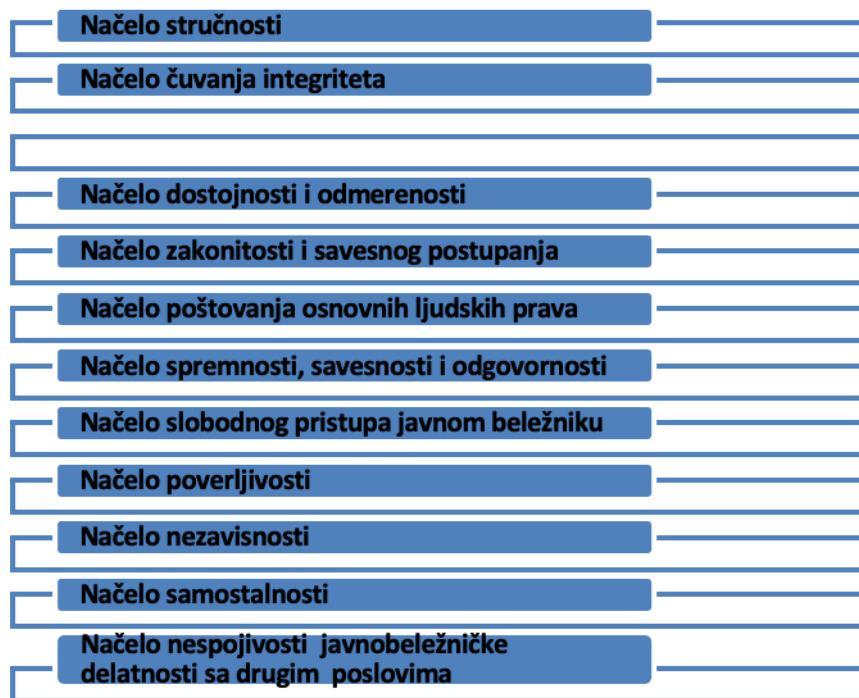 Načelo stručnosti
Načelo čuvanja integriteta
Načelo dostojnosti i odmerenosti
Načelo zakonitosti i savesnog postupanja
Načelo poštovanja osnovnih ljudskih prava
Načelo spremnosti, savesnosti i odgovornosti
Načelo slobodnog pristupa javnom beležniku
Načelo poverljivosti
Načelo nezavisnosti
Načelo samostalnosti
Načelo nespojivosti javnobeležničke
delatnosti sa drugim poslovima